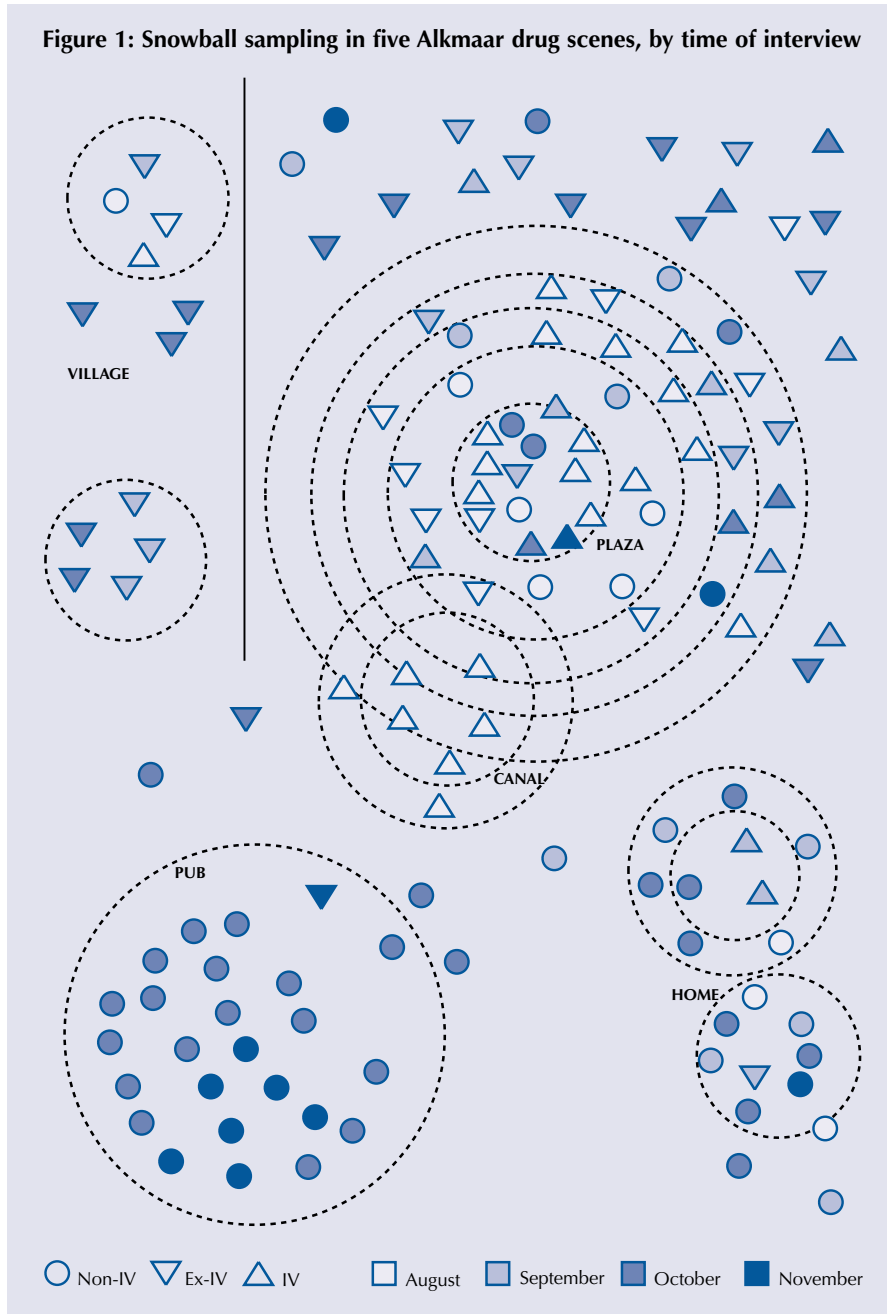 Figure 1: Snowball sampling in five Alkmaar drug scenes, by time of interview
VILLAGE
PLAZA
CANAL
PUB
HOME
Non-IV Ex-IV IV August September October November